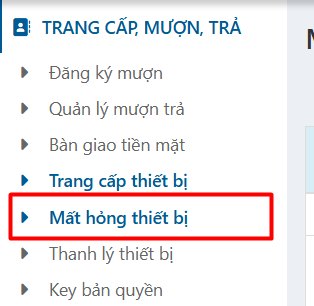 TRANG CẤP, MƯỢN, TRẢ
Đăng ký mượn
Quản lý mượn trả
Bàn giao tiền mặt
Trang cấp thiết bị
Mất hỏng thiết bị
Thanh lý thiết bị
Key bản quyền